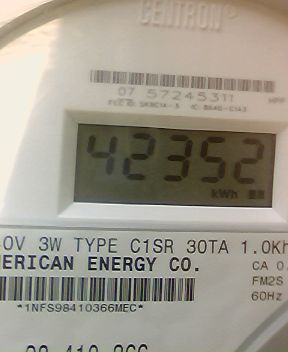 CENTRON®
07 57245311
42352
kWh
3W TYPE C1SR 30TA 1.0Kh
ERICAN ENERGY CO.
CA 0.
FM2S
60Hz
*1NFS98410366MEC*